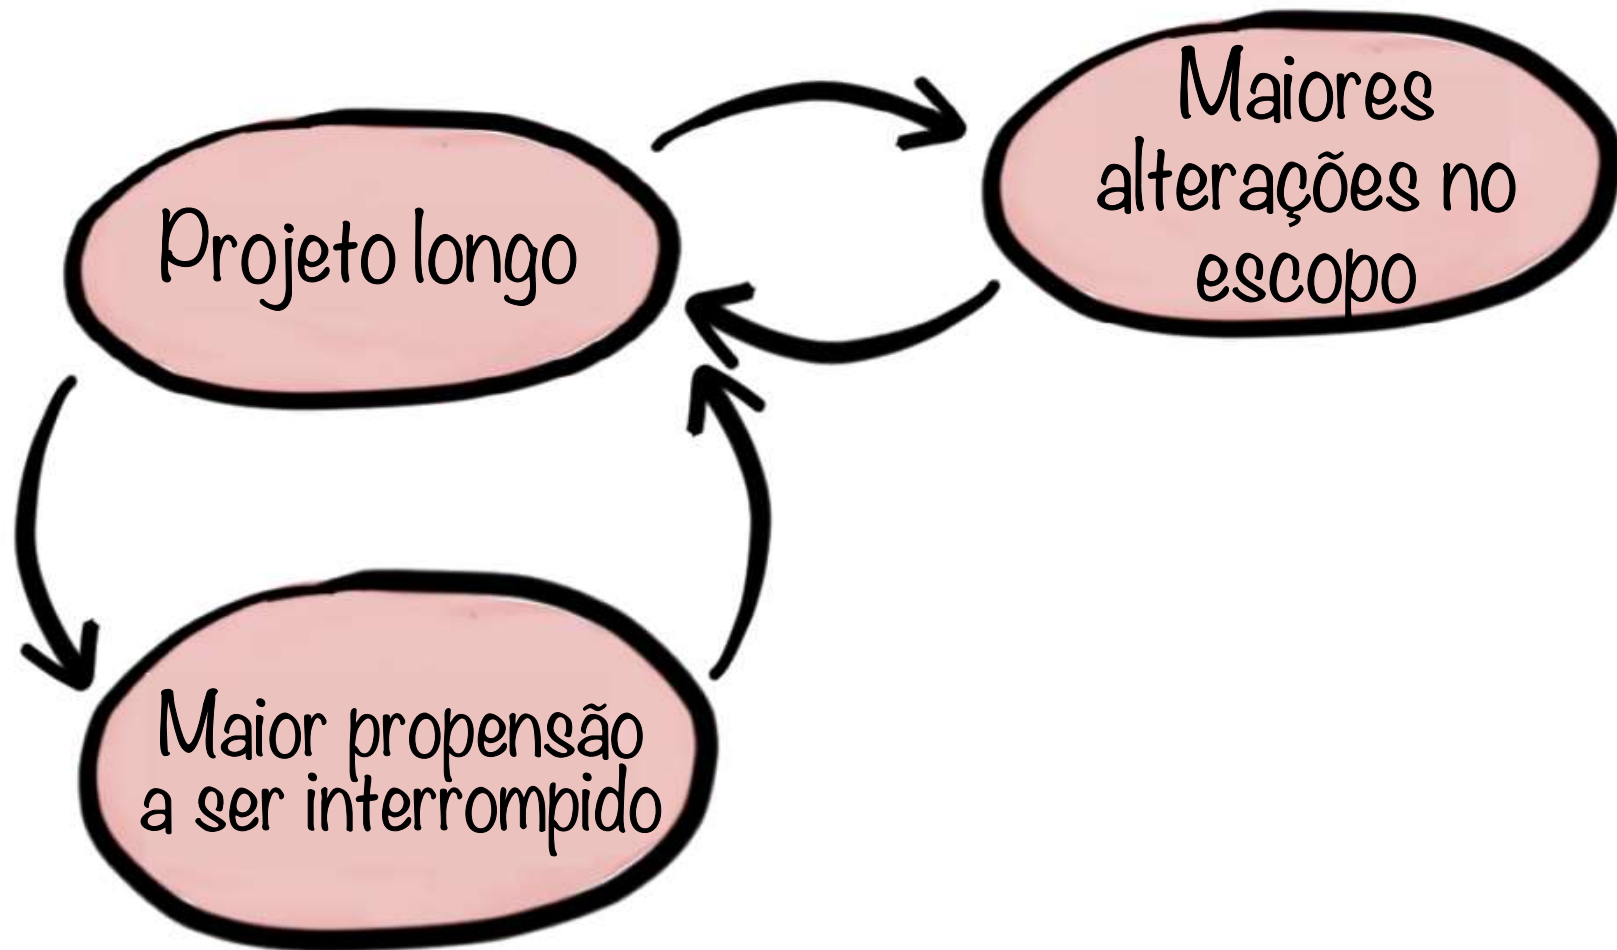 Projeto longo
Maiores
alterações no
escopo
Maior propensão
a ser interrompido